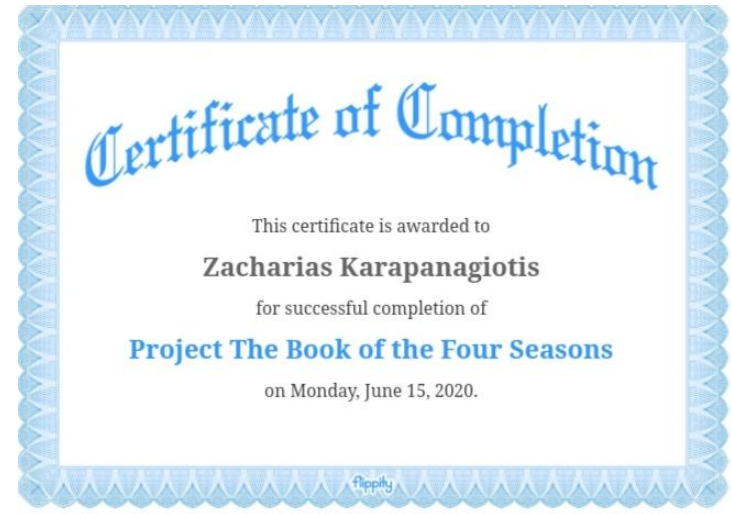 Certificate of Completion
This certificate is awarded to
Zacharias Karapanagiotis
for successful completion of
Project The Book of the Four Seasons
on Monday, June 15, 2020.
flippity